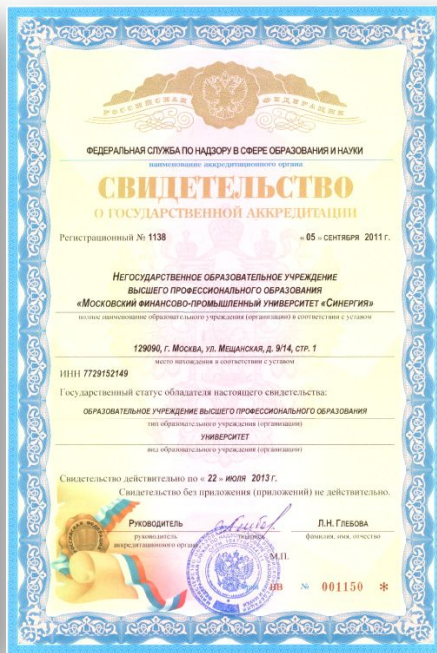 РОССИЙСКАЯ ФЕДЕРАЦИЯ
ФЕДЕРАЛЬНАЯ СЛУЖБА ПО НАДЗОРУ В СФЕРЕ ОБРАЗОВАНИЯ И НАУКИ
наименование аккредитационного органа
СВИДЕТЕЛЬСТВО
О ГОСУДАРСТВЕННОЙ АККРЕДИТАЦИИ
Регистрационный № 1138 « 05 » СЕНТЯБРЯ 2011 г.
НЕГОСУДАРСТВЕННОЕ ОБРАЗОВАТЕЛЬНОЕ УЧРЕЖДЕНИЕ
ВЫСШЕГО ПРОФЕССИОНАЛЬНОГО ОБРАЗОВАНИЯ
«МОСКОВСКИЙ ФИНАНСОВО-ПРОМЫШЛЕННЫЙ УНИВЕРСИТЕТ «СИНЕРГИЯ»
полное наименование образовательного учреждения (организации) в соответствии с уставом
129090, Г. МОСКВА, УЛ. МЕЩАНСКАЯ, Д. 9/14, СТР. 1
место нахождения в соответствии с уставом
ИНН 7729152149
Государственный статус обладателя настоящего свидетельства:
ОБРАЗОВАТЕЛЬНОЕ УЧРЕЖДЕНИЕ ВЫСШЕГО ПРОФЕССИОНАЛЬНОГО ОБРАЗОВАНИЯ
тип образовательного учреждения (организации)
УНИВЕРСИТЕТ
вид образовательного учреждения (организации)
Свидетельство действительно по « 22 » ИЮЛЯ 2013 г.
Свидетельство без приложения (приложений) не действительно.
РУКОВОДИТЕЛЬ Л.Н. ГЛЕБОВА
руководитель подпись фамилия, имя, отчество
аккредитационного органа
М.П.
№ 001150 *